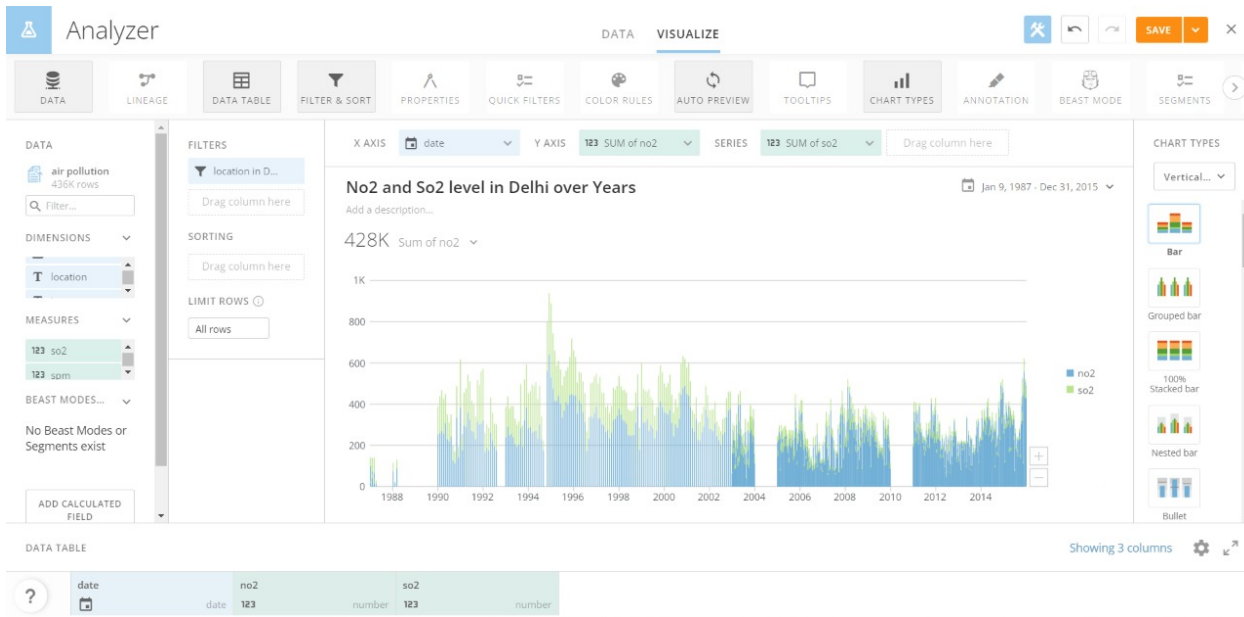 Analyzer
DATA VISUALIZE
SAVE
DATA LINEAGE DATA TABLE FILTER & SORT PROPERTIES QUICK FILTERS COLOR RULES AUTO PREVIEW TOOLTIPS CHART TYPES ANNOTATION BEAST MODE SEGMENTS
DATA
air pollution
436K rows
Filter...
DIMENSIONS
T location
MEASURES
123 so2
123 spm
BEAST MODES...
No Beast Modes or
Segments exist
ADD CALCULATED
FIELD
FILTERS
location in D...
Drag column here
SORTING
Drag column here
LIMIT ROWS
All rows
X AXIS date Y AXIS 123 SUM of no2 SERIES 123 SUM of so2 Drag column here
No2 and So2 level in Delhi over Years
Jan 9, 1987 - Dec 31, 2015
Add a description...
428K Sum of no2
1K
800
600
400
200
0
1988 1990 1992 1994 1996 1998 2000 2002 2004 2006 2008 2010 2012 2014
no2
so2
CHART TYPES
Vertical...
Bar
Grouped bar
100%
Stacked bar
Nested bar
Bullet
DATA TABLE
Showing 3 columns
?
date no2 so2
date 123 number 123 number